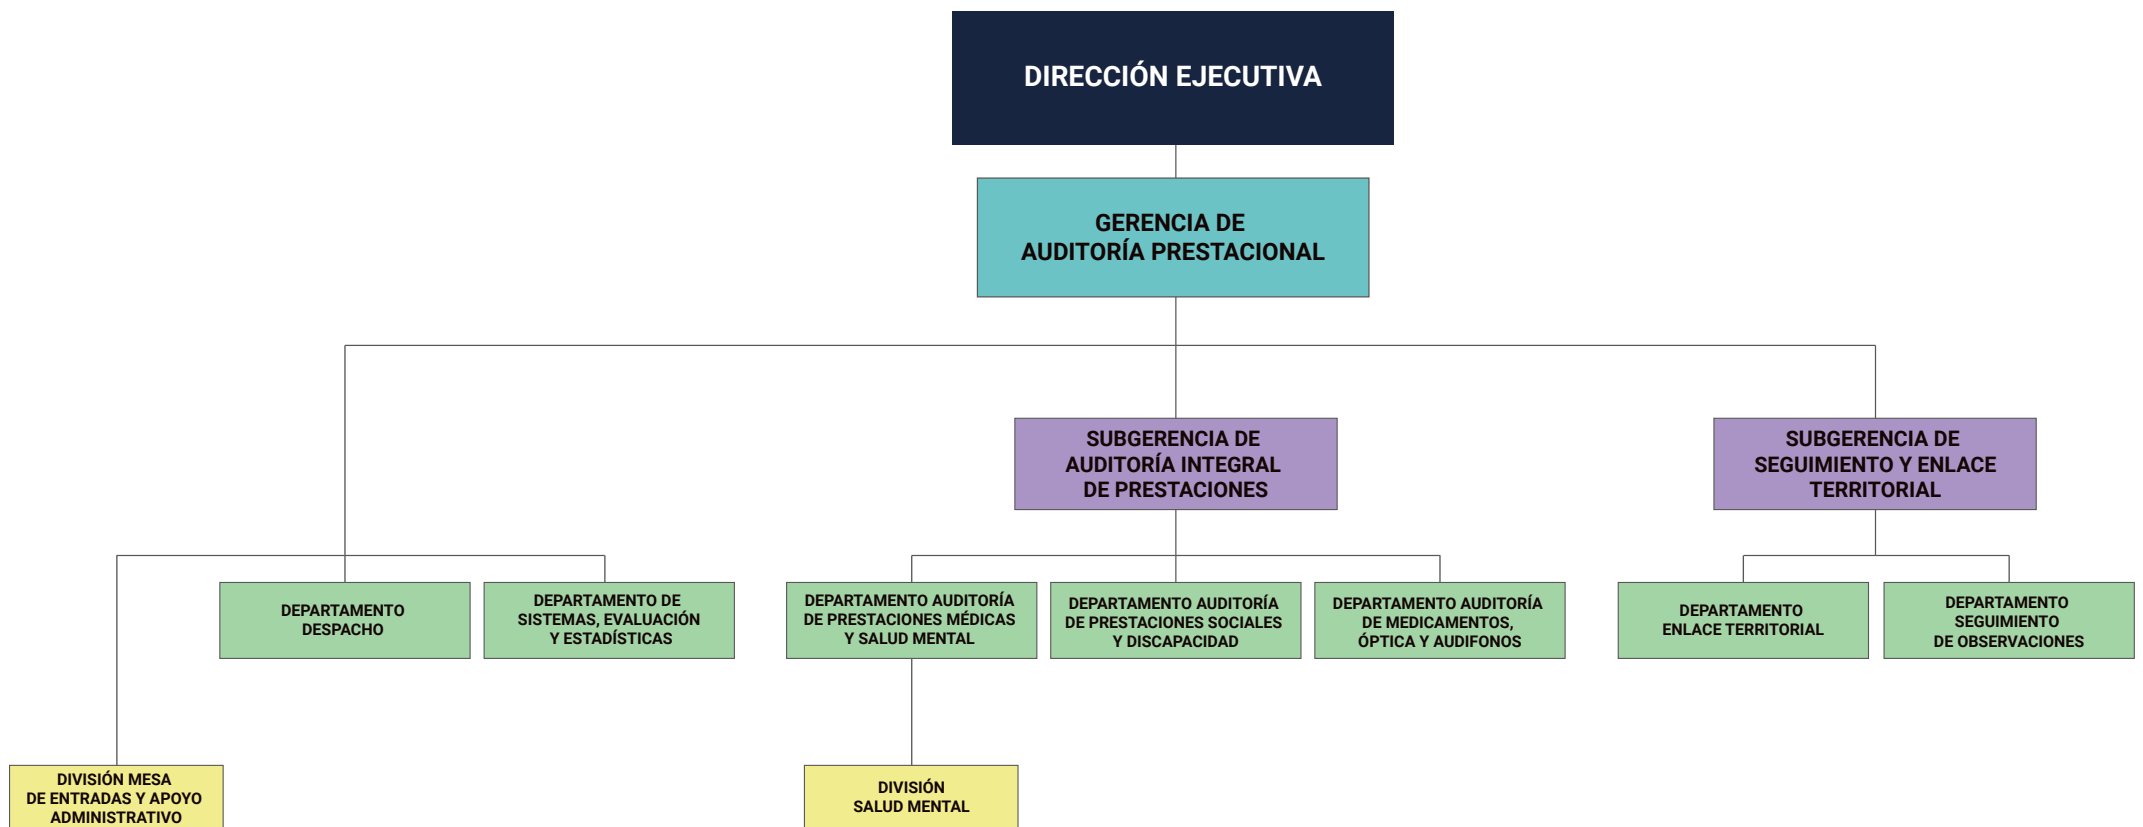 DIRECCIÓN EJECUTIVA
GERENCIA DE
AUDITORÍA PRESTACIONAL
SUBGERENCIA DE
AUDITORÍA INTEGRAL
DE PRESTACIONES
SUBGERENCIA DE
SEGUIMIENTO Y ENLACE
TERRITORIAL
DEPARTAMENTO
DESPACHO
DEPARTAMENTO DE
SISTEMAS, EVALUACIÓN
Y ESTADÍSTICAS
DEPARTAMENTO AUDITORÍA
DE PRESTACIONES MÉDICAS
Y SALUD MENTAL
DEPARTAMENTO AUDITORÍA
DE PRESTACIONES SOCIALES
Y DISCAPACIDAD
DEPARTAMENTO AUDITORÍA
DE MEDICAMENTOS,
ÓPTICA Y AUDIFONOS
DEPARTAMENTO
ENLACE TERRITORIAL
DEPARTAMENTO
SEGUIMIENTO
DE OBSERVACIONES
DIVISIÓN MESA
DE ENTRADAS Y APOYO
ADMINISTRATIVO
DIVISIÓN
SALUD MENTAL